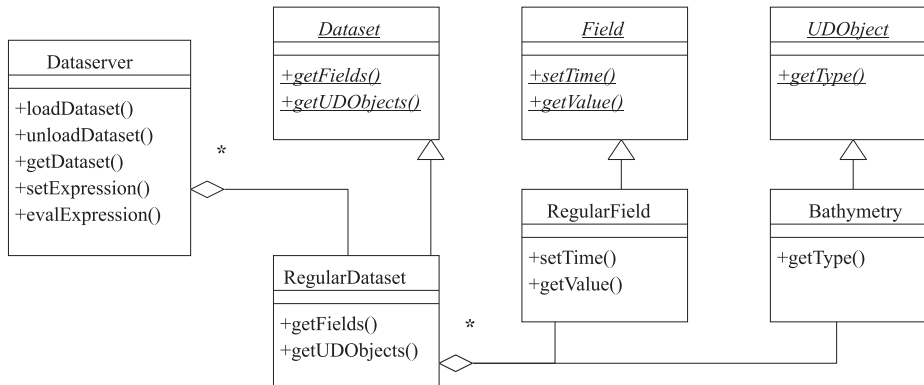 Dataserver
+loadDataset()
+unloadDataset()
+getDataset()
+setExpression()
+evalExpression()
*
Dataset
+getFields()
+getUDObjects()
Field
+setTime()
+getValue()
UDObject
+getType()
RegularDataset
+getFields()
+getUDObjects()
*
RegularField
+setTime()
+getValue()
Bathymetry
+getType()